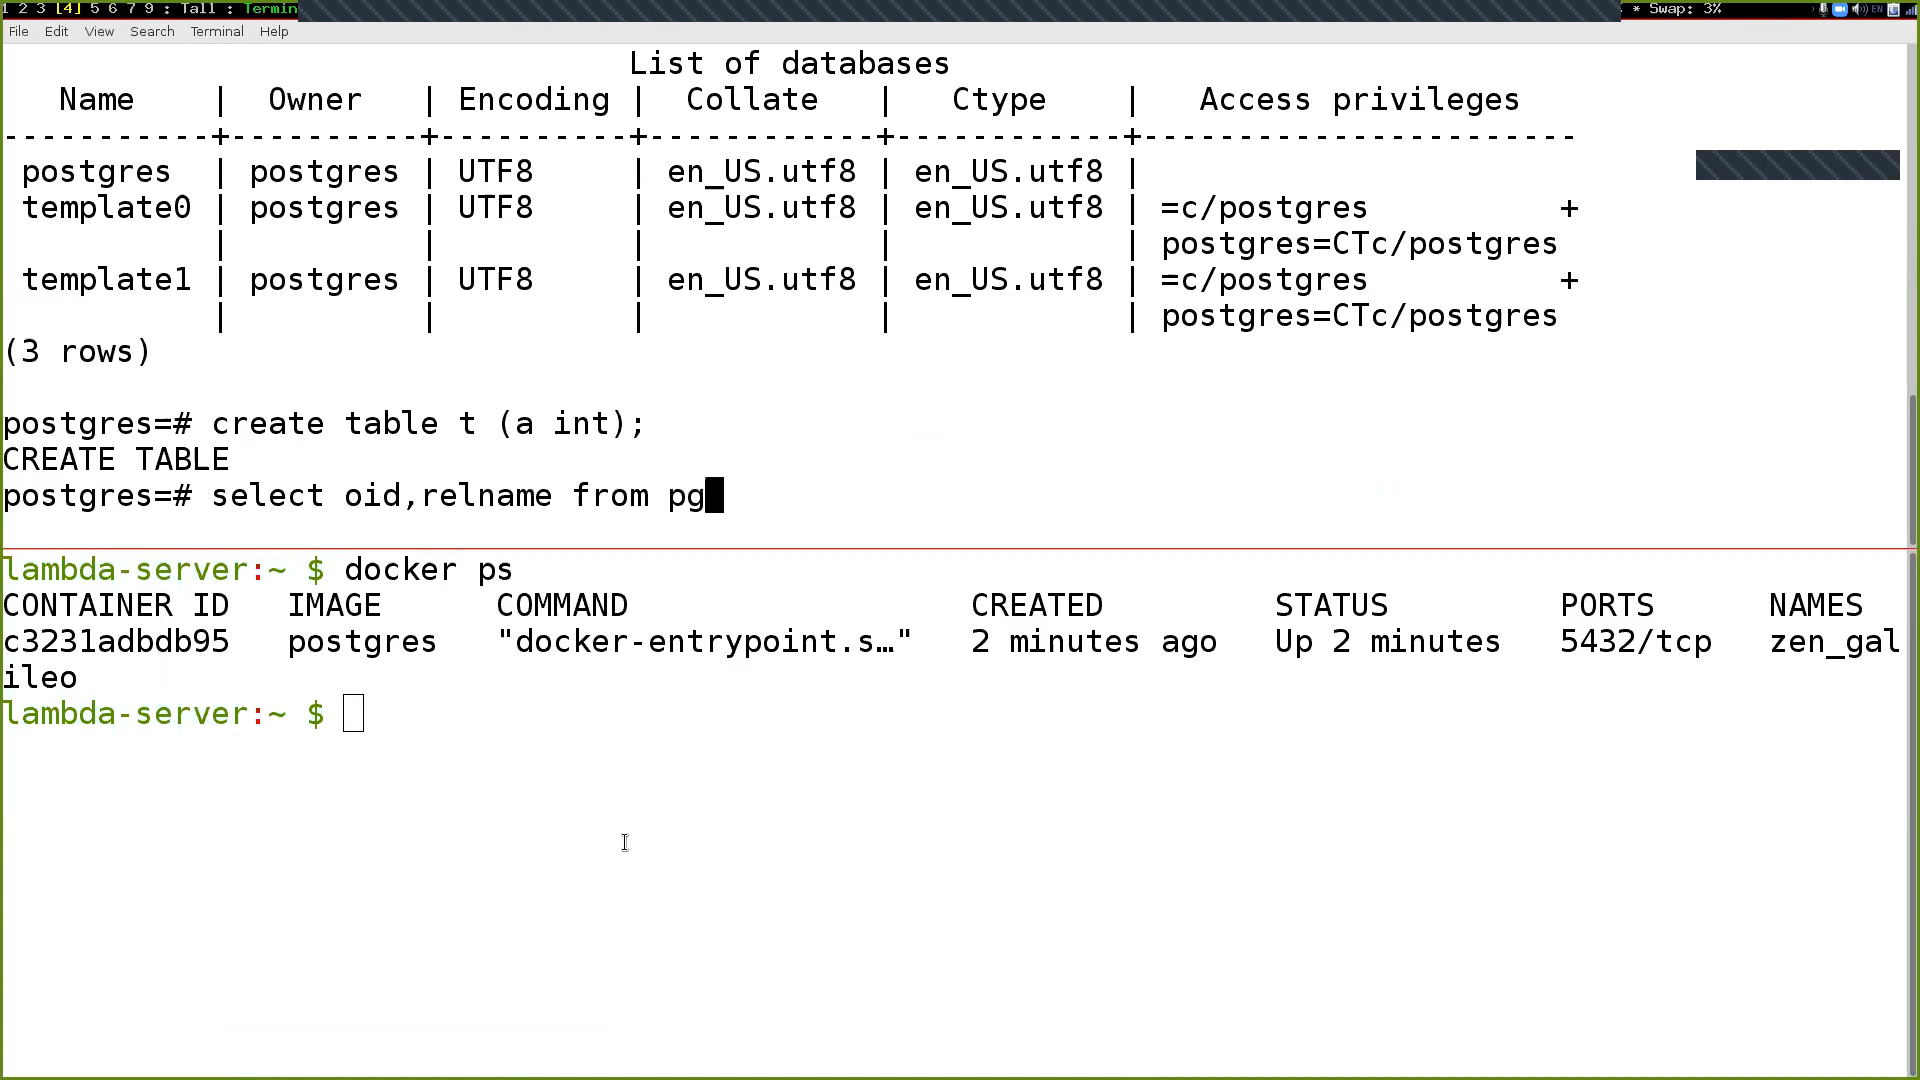 1 2 3 [4] 5 6 7 9 : Tall : Termin
* Swap: 3%
EN
File Edit View Search Terminal Help
List of databases
Name | Owner | Encoding | Collate | Ctype | Access privileges
-----------+----------+----------+------------+------------+-----------------------
postgres | postgres | UTF8 | en_US.utf8 | en_US.utf8 |
template0 | postgres | UTF8 | en_US.utf8 | en_US.utf8 | =c/postgres +
| | | | | postgres=CTc/postgres
template1 | postgres | UTF8 | en_US.utf8 | en_US.utf8 | =c/postgres +
| | | | | postgres=CTc/postgres
(3 rows)
postgres=# create table t (a int);
CREATE TABLE
postgres=# select oid,relname from pg
lambda-server:~ $ docker ps
CONTAINER ID IMAGE COMMAND CREATED STATUS PORTS NAMES
c3231adbdb95 postgres "docker-entrypoint.s…" 2 minutes ago Up 2 minutes 5432/tcp zen_gal
ileo
lambda-server:~ $